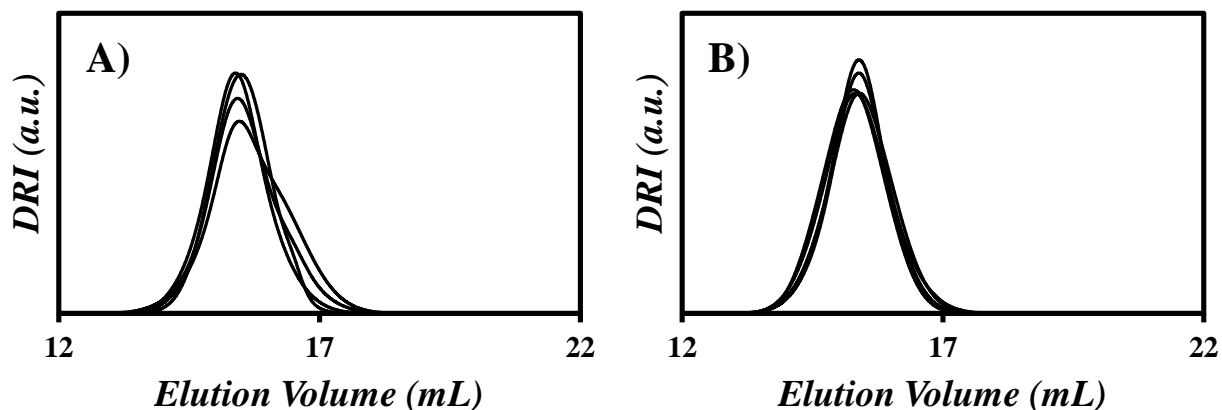 A)
DRI (a.u.)
12
17
22
Elution Volume (mL)
B)
DRI (a.u.)
12
17
22
Elution Volume (mL)